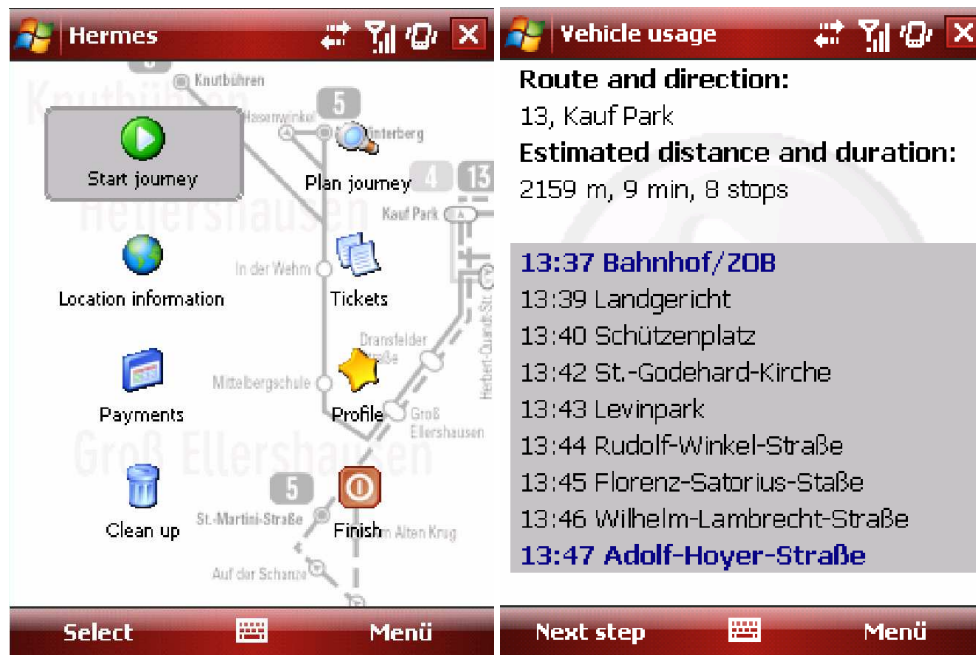 Hermes
Knutbühren
Knutbühren
Hasenwinkel
5
Start journey
Plan journey
4
13
Hetjershausen
Kauf Park
Location information
In der Wehm
Tickets
Dransfelder
Straße
Herbert-Quandt-Str.
Payments
Mittelbergschule
Profile
Groß
Ellershausen
Groß Ellershausen
5
Clean up
St.-Martini-Straße
Finish
Alten Krug
Auf der Schanze
Select
Menü
Vehicle usage
Route and direction:
13, Kauf Park
Estimated distance and duration:
2159 m, 9 min, 8 stops
13:37 Bahnhof/ZOB
13:39 Landgericht
13:40 Schützenplatz
13:42 St.-Godehard-Kirche
13:43 Levinpark
13:44 Rudolf-Winkel-Straße
13:45 Florenz-Satorius-Staße
13:46 Wilhelm-Lambrecht-Straße
13:47 Adolf-Hoyer-Straße
Next step
Menü